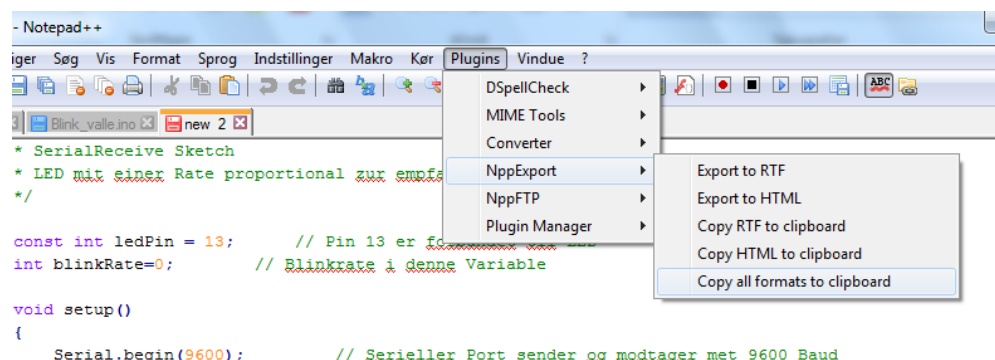 - Notepad++
iger Søg Vis Format Sprog Indstillinger Makro Kør Plugins Vindue ?
ABC
Blink_valle.ino new 2
DSpellCheck
MIME Tools
Converter
NppExport
NppFTP
Plugin Manager
Export to RTF
Export to HTML
Copy RTF to clipboard
Copy HTML to clipboard
Copy all formats to clipboard
* SerialReceive Sketch
* LED mit einer Rate proportional zur empfa
*/
const int ledPin = 13; // Pin 13 er
int blinkRate=0; // Blinkrate i denne Variable
void setup()
{
Serial.begin(9600); // Serieller Port sender og modtager met 9600 Baud